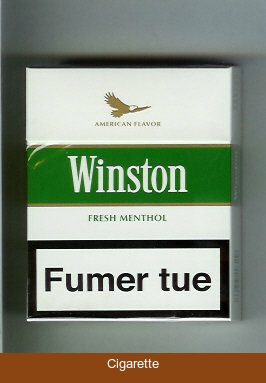 AMERICAN FLAVOR
Winston
FRESH MENTHOL
Fumer tue
Cigarette